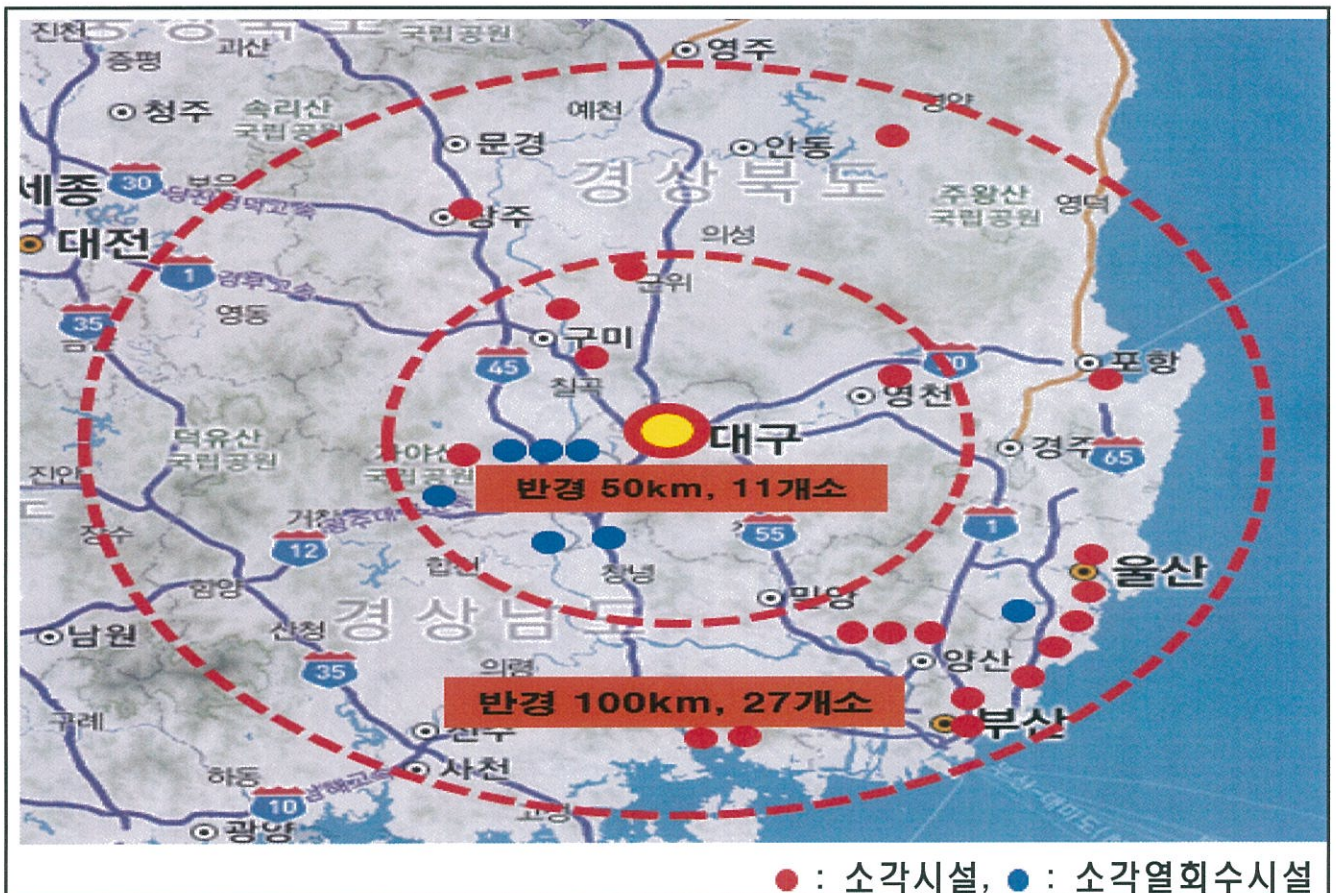 진천
국립공원
영주
괴산
증평
청주
속리산
국립공원
예천
영양
문경
안동
경상북도
세종
30
보은
주왕산
국립공원
영덕
상주
대전
의성
1
군위
영동
35
구미
45
칠곡
포항
영천
대구
경주
65
덕유산
국립공원
가야산
국립공원
진안
반경 50km, 11개소
거창
장수
12
55
1
합천
창녕
울산
함양
밀양
경상남도
남원
산청
양산
35
의령
반경 100km, 27개소
구례
진주
부산
사천
하동
10
남해고속
고성
광양
● : 소각시설, ● : 소각열회수시설